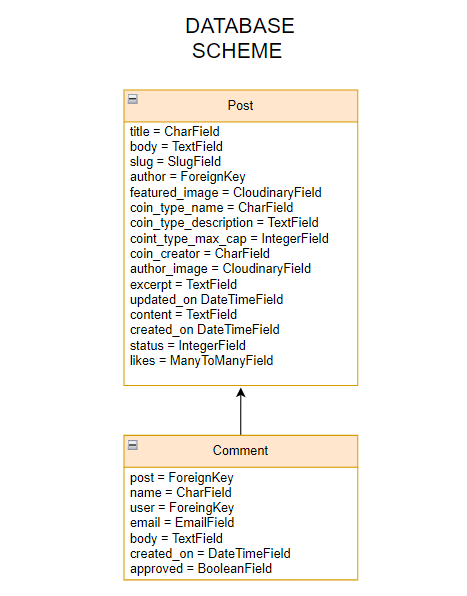 DATABASE
SCHEME
Post
title = CharField
body = TextField
slug = SlugField
author = ForeignKey
featured_image = CloudinaryField
coin_type_name = CharField
coin_type_description = TextField
coint_type_max_cap = IntegerField
coin_creator = CharField
author_image = CloudinaryField
excerpt = TextField
updated_on DateTimeField
content = TextField
created_on DateTimeField
status = IntegerField
likes = ManyToManyField
Comment
post = ForeignKey
name = CharField
user = ForeingKey
email = EmailField
body = TextField
created_on = DateTimeField
approved = BooleanField